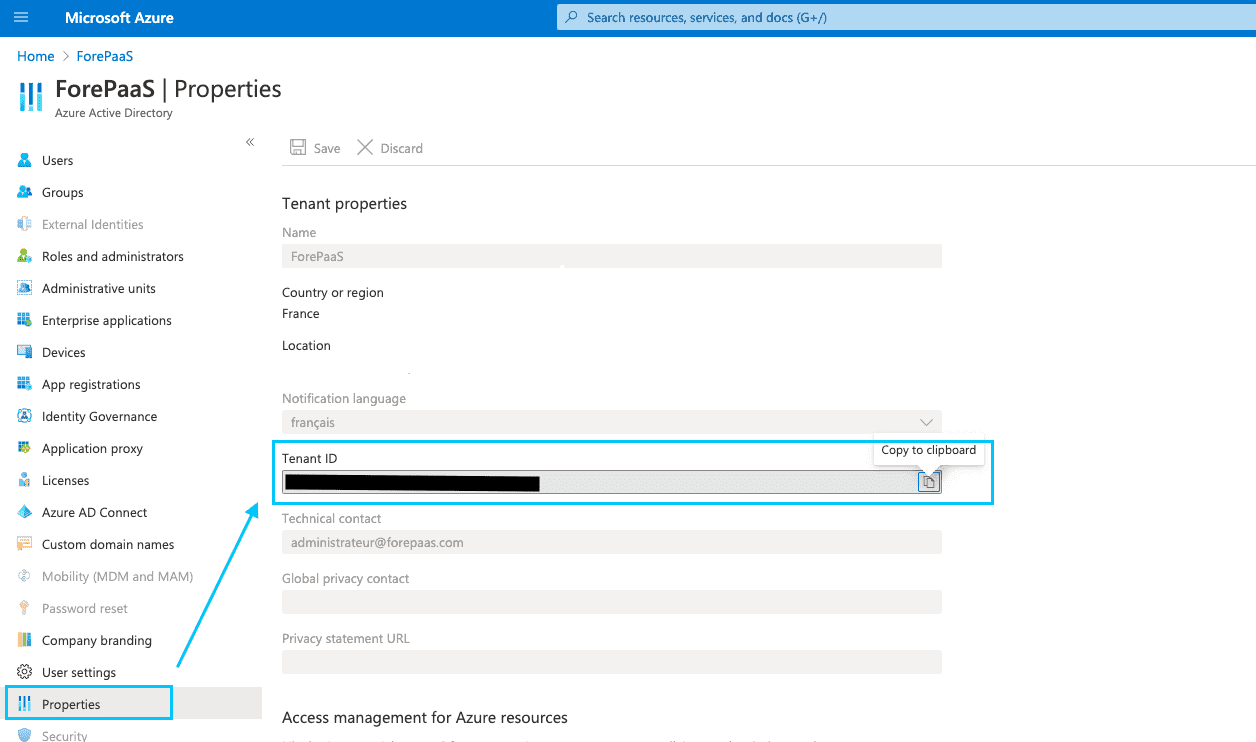 Microsoft Azure
Search resources, services, and docs (G+/)
Home > ForePaaS
ForePaaS | Properties
Azure Active Directory
«
Users
Groups
External Identities
Roles and administrators
Administrative units
Enterprise applications
Devices
App registrations
Identity Governance
Application proxy
Licenses
Azure AD Connect
Custom domain names
Mobility (MDM and MAM)
Password reset
Company branding
User settings
Properties
Security
Save Discard
Tenant properties
Name
ForePaaS
Country or region
France
Location
Notification language
français
Tenant ID
Copy to clipboard
Technical contact
administrateur@forepaas.com
Global privacy contact
Privacy statement URL
Access management for Azure resources